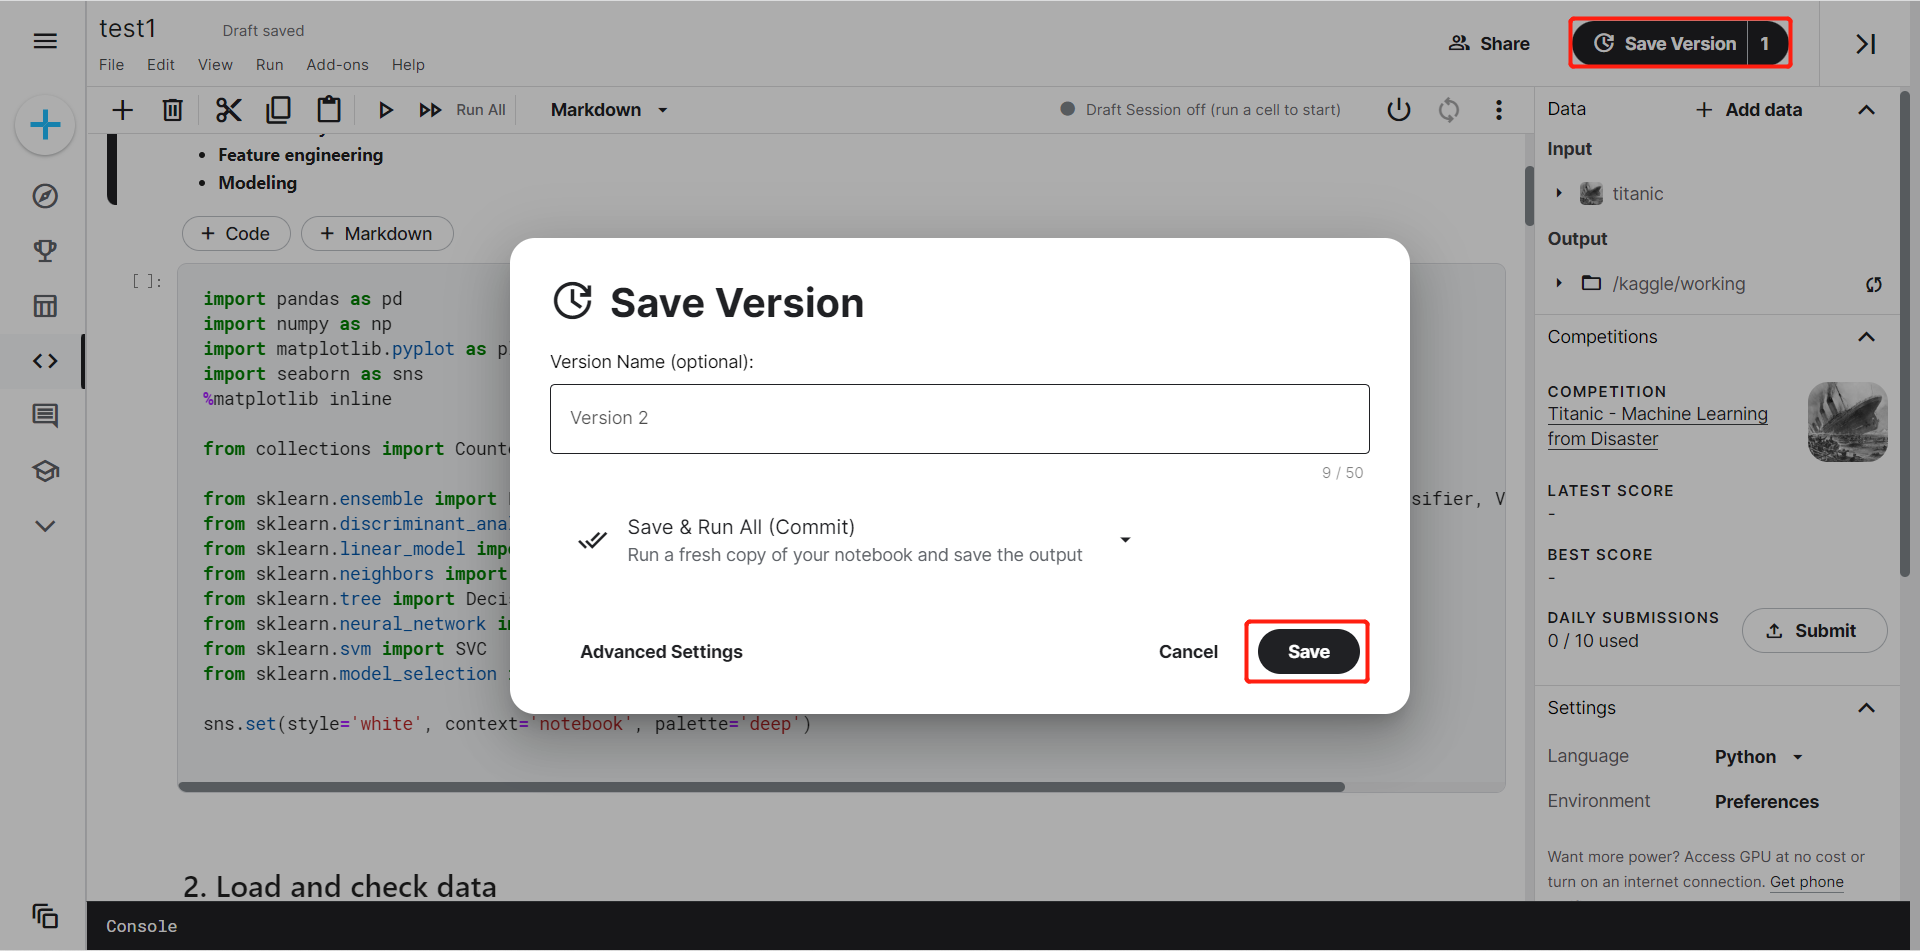 test1
Draft saved
File Edit View Run Add-ons Help
Share
Save Version 1
Run All
Markdown
Draft Session off (run a cell to start)
Feature engineering
Modeling
+ Code
+ Markdown
[ ]:
import pandas as pd
import numpy as np
import matplotlib.pyplot as p
import seaborn as sns
%matplotlib inline
from collections import Count
from sklearn.ensemble import
sifier, V
from sklearn.discriminant_ana
from sklearn.linear_model imp
from sklearn.neighbors import
from sklearn.tree import Deci
from sklearn.neural_network i
from sklearn.svm import SVC
from sklearn.model_selection
sns.set(style='white', context='notebook', palette='deep')
2. Load and check data
Console
Save Version
Version Name (optional):
Version 2
9 / 50
Save & Run All (Commit)
Run a fresh copy of your notebook and save the output
Advanced Settings
Cancel
Save
Data
+ Add data
Input
titanic
Output
/kaggle/working
Competitions
COMPETITION
Titanic - Machine Learning
from Disaster
LATEST SCORE
-
BEST SCORE
-
DAILY SUBMISSIONS
0 / 10 used
Submit
Settings
Language Python
Environment Preferences
Want more power? Access GPU at no cost or
turn on an internet connection. Get phone